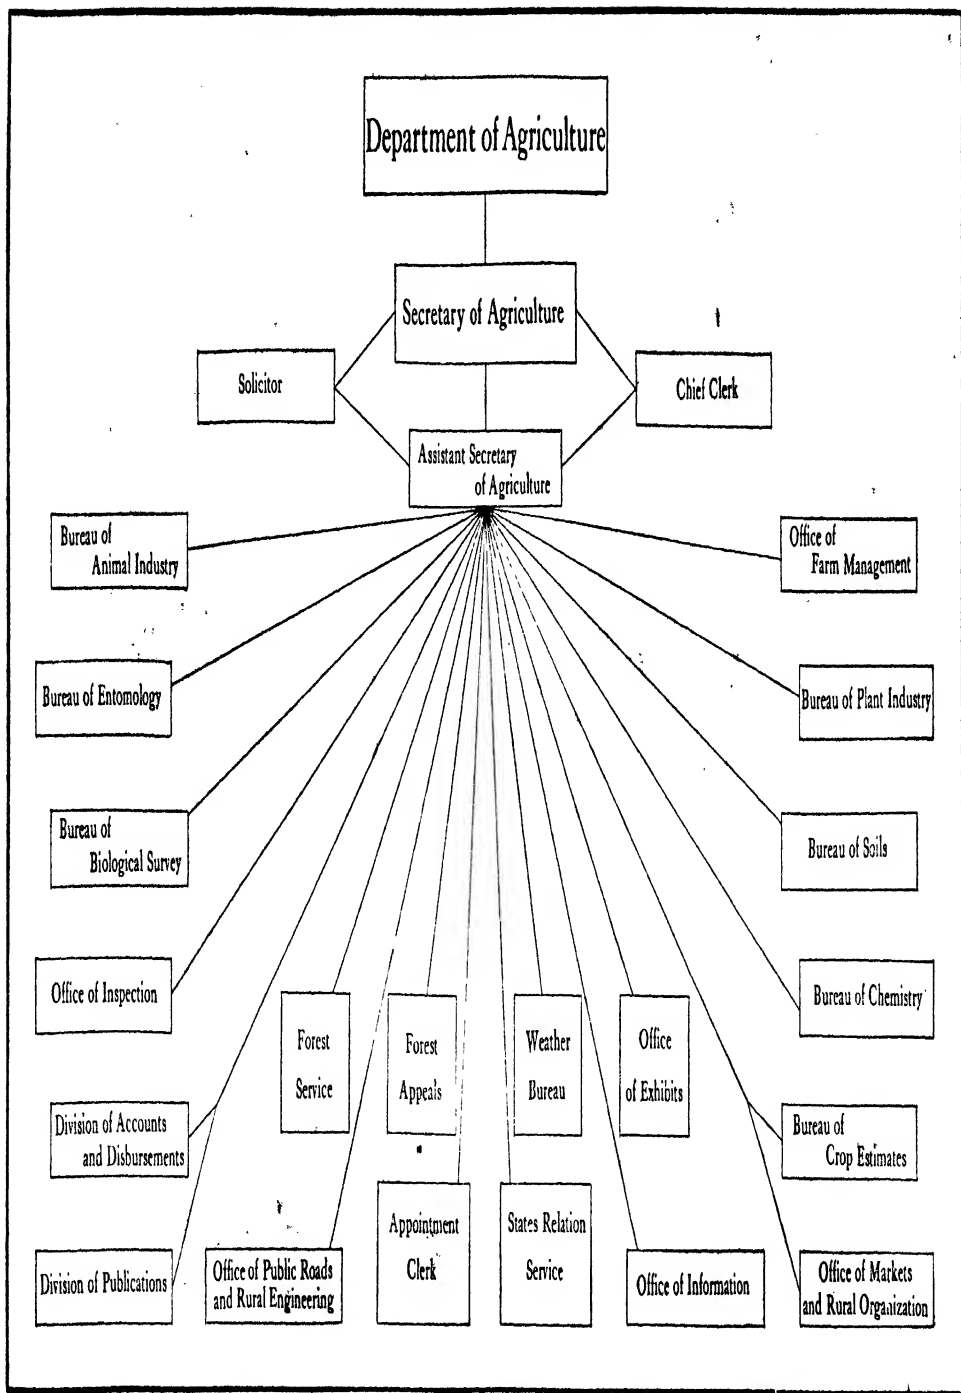 Department of Agriculture
Secretary of Agriculture
Solicitor
Chief Clerk
Assistant Secretary
of Agriculture
Bureau of
Animal Industry
Office of
Farm Management
Bureau of Entomology
Bureau of Plant Industry
Bureau of
Biological Survey
Bureau of Soils
Office of Inspection
Bureau of Chemistry
Forest
Service
Forest
Appeals
Weather
Bureau
Office
of Exhibits
Division of Accounts
and Disbursements
Bureau of
Crop Estimates
Division of Publications
Office of Public Roads
and Rural Engineering
Appointment
Clerk
States Relation
Service
Office of Information
Office of Markets
and Rural Organization